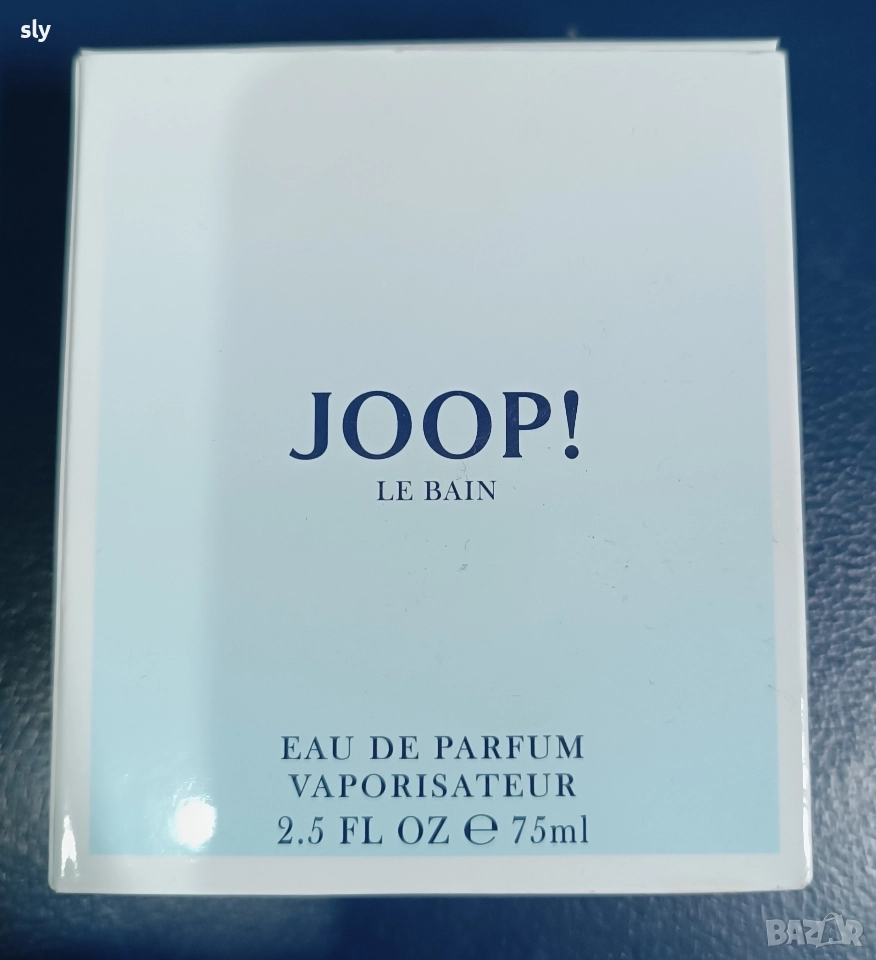 sly
JOOP!
LE BAIN
EAU DE PARFUM
VAPORISATEUR
2.5 FL OZ ℮ 75ml
BAZAR